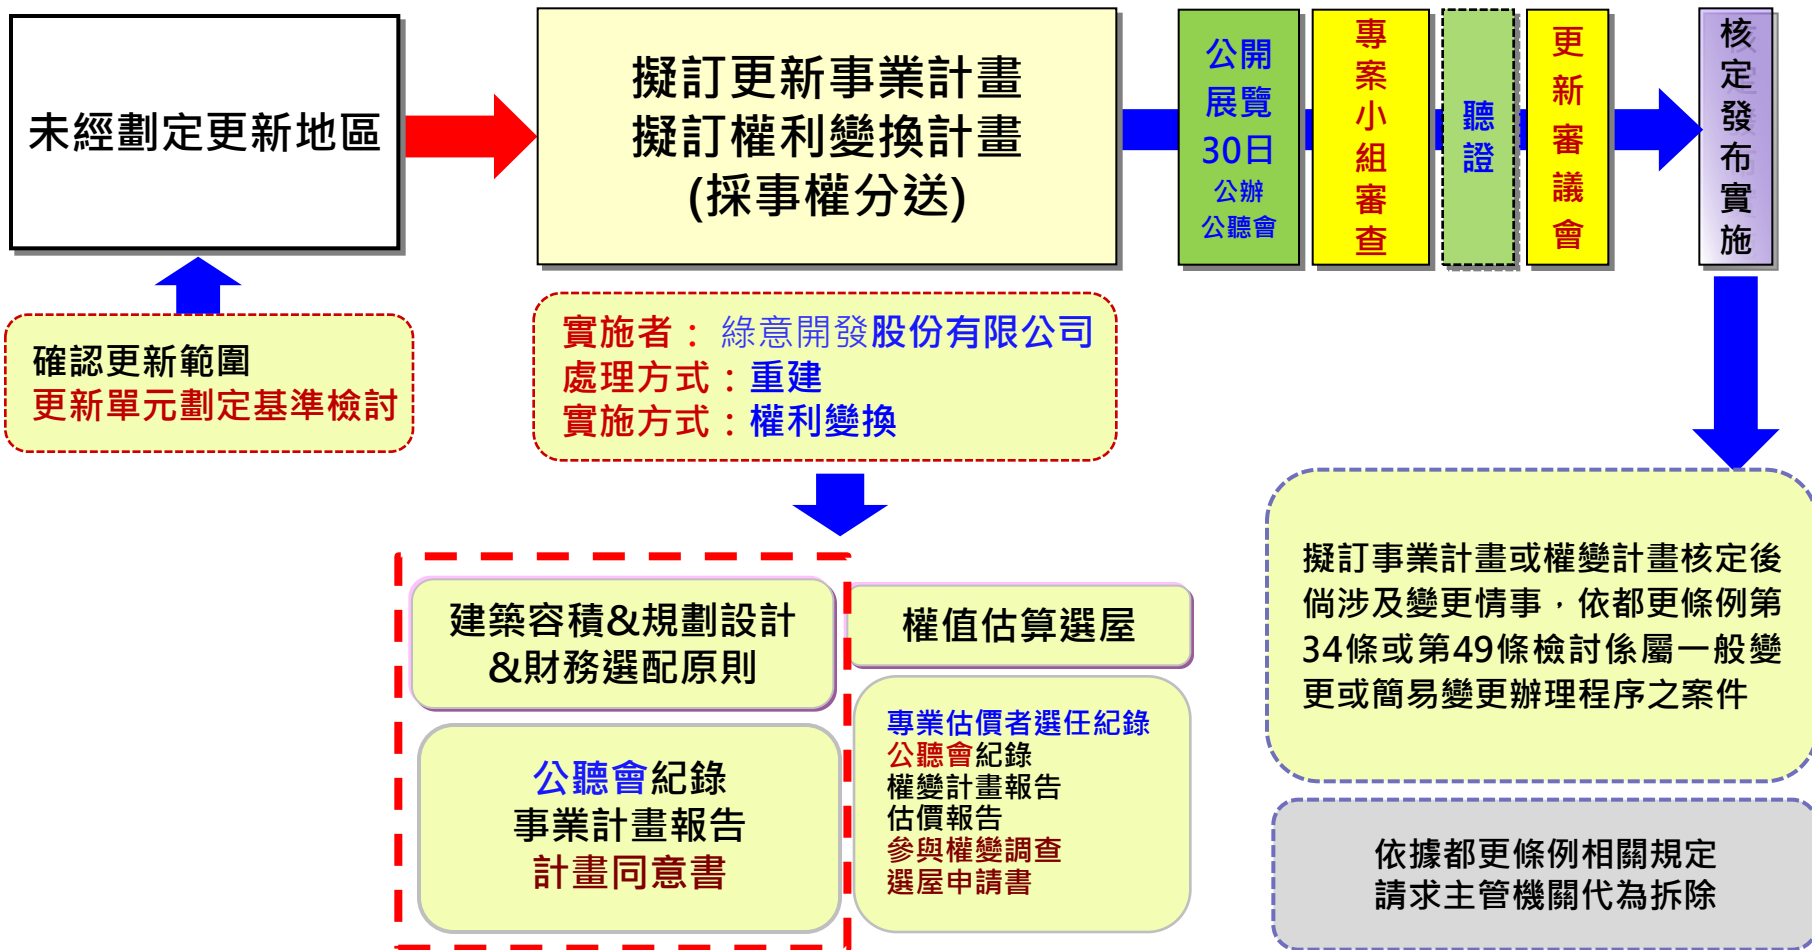 未經劃定更新地區
擬訂更新事業計畫
擬訂權利變換計畫
(採事權分送)
公開
展覽
30日
公辦
公聽會
專案小組審查
聽證
更新審議會
核定發布實施
確認更新範圍
更新單元劃定基準檢討
實施者：綠意開發股份有限公司
處理方式：重建
實施方式：權利變換
建築容積&規劃設計
&財務選配原則
公聽會紀錄
事業計畫報告
計畫同意書
權值估算選屋
專業估價者選任紀錄
公聽會紀錄
權變計畫報告
估價報告
參與權變調查
選屋申請書
擬訂事業計畫或權變計畫核定後
倘涉及變更情事，依都更條例第
34條或第49條檢討係屬一般變
更或簡易變更辦理程序之案件
依據都更條例相關規定
請求主管機關代為拆除